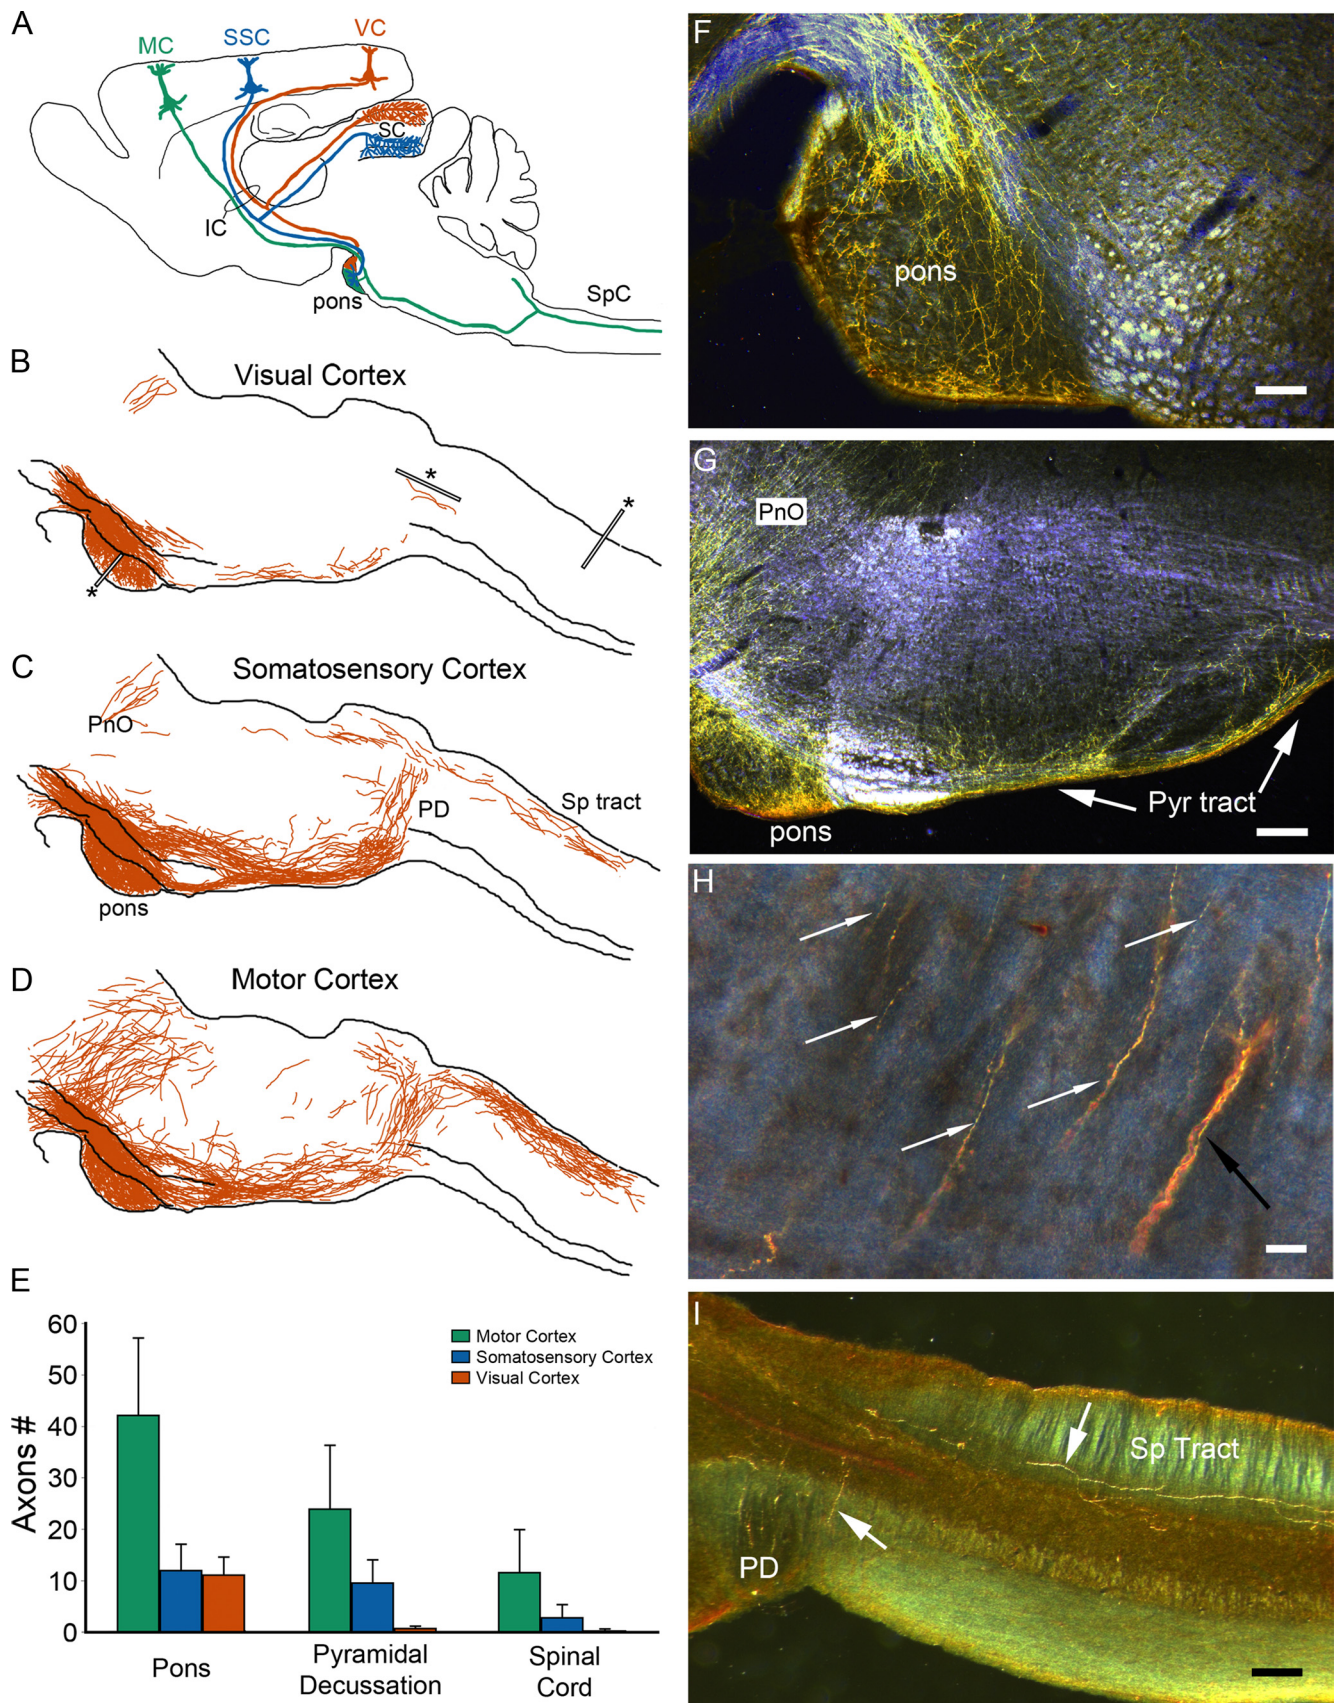 A
MC
SSC
VC
SC
IC
pons
SpC
B
Visual Cortex
*
*
*
C
Somatosensory Cortex
PnO
PD
Sp tract
pons
D
Motor Cortex
E
60
50
40
30
20
10
0
Axons #
Motor Cortex
Somatosensory Cortex
Visual Cortex
Pons
Pyramidal
Decussation
Spinal
Cord
F
pons
G
PnO
Pyr tract
pons
H
I
Sp Tract
PD